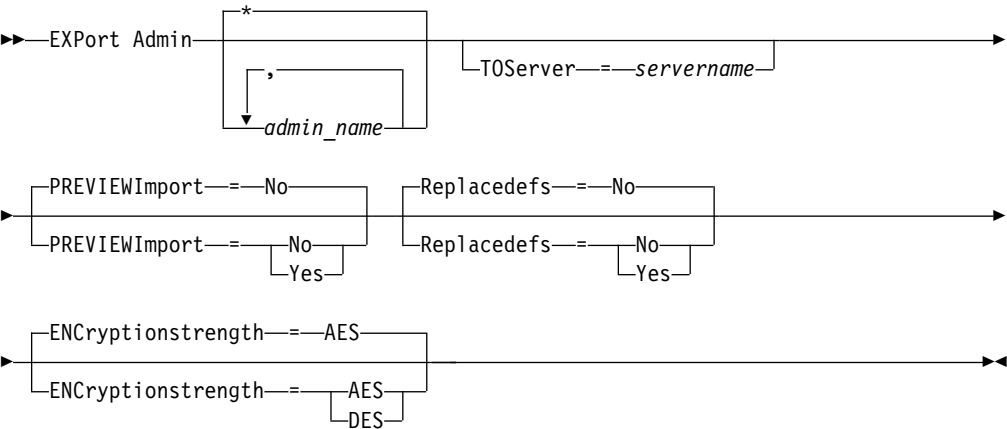 *
EXPort Admin
,
TOServer = servername
admin_name
PREVIEWImport = No
Replacedefs = No
PREVIEWImport = No
Replacedefs = No
Yes
Yes
ENCryptionstrength = AES
ENCryptionstrength = AES
DES